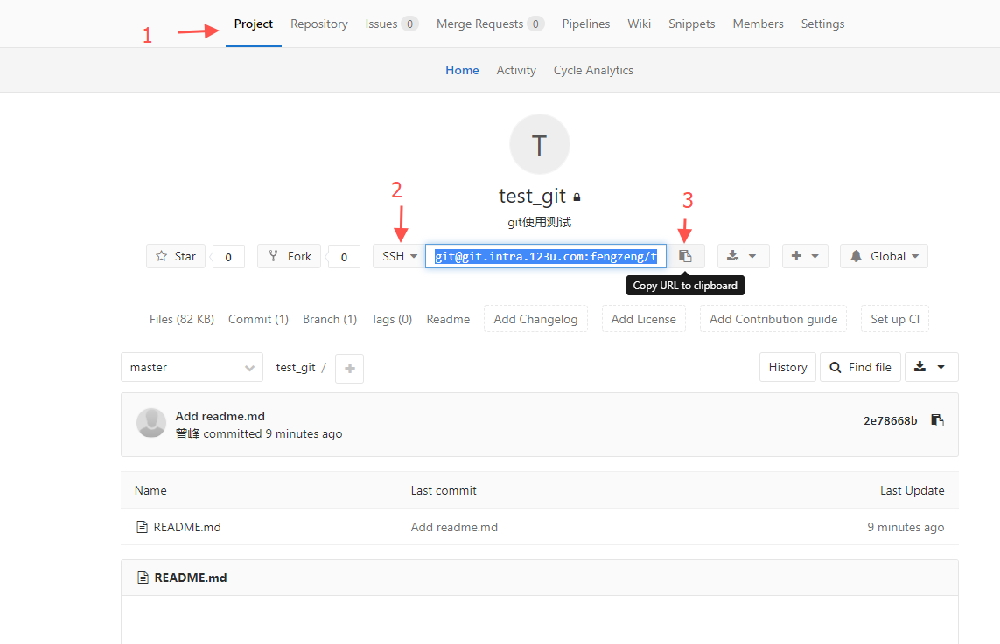 1 Project Repository Issues 0 Merge Requests 0 Pipelines Wiki Snippets Members Settings
Home Activity Cycle Analytics
T
2 test_git 3
git使用测试
Star 0 Fork 0 SSH git@git.intra.123u.com:fengzeng/t Global
Copy URL to clipboard
Files (82 KB) Commit (1) Branch (1) Tags (0) Readme Add Changelog Add License Add Contribution guide Set up CI
master test_git / + History Find file
Add readme.md
曾峰 committed 9 minutes ago 2e78668b
Name Last commit Last Update
README.md Add readme.md 9 minutes ago
README.md